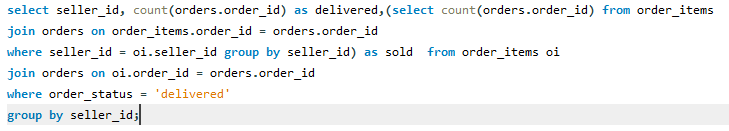 select seller_id, count(orders.order_id) as delivered,(select count(orders.order_id) from order_items
join orders on order_items.order_id = orders.order_id
where seller_id = oi.seller_id group by seller_id) as sold  from order_items oi
join orders on oi.order_id = orders.order_id
where order_status = 'delivered'
group by seller_id;